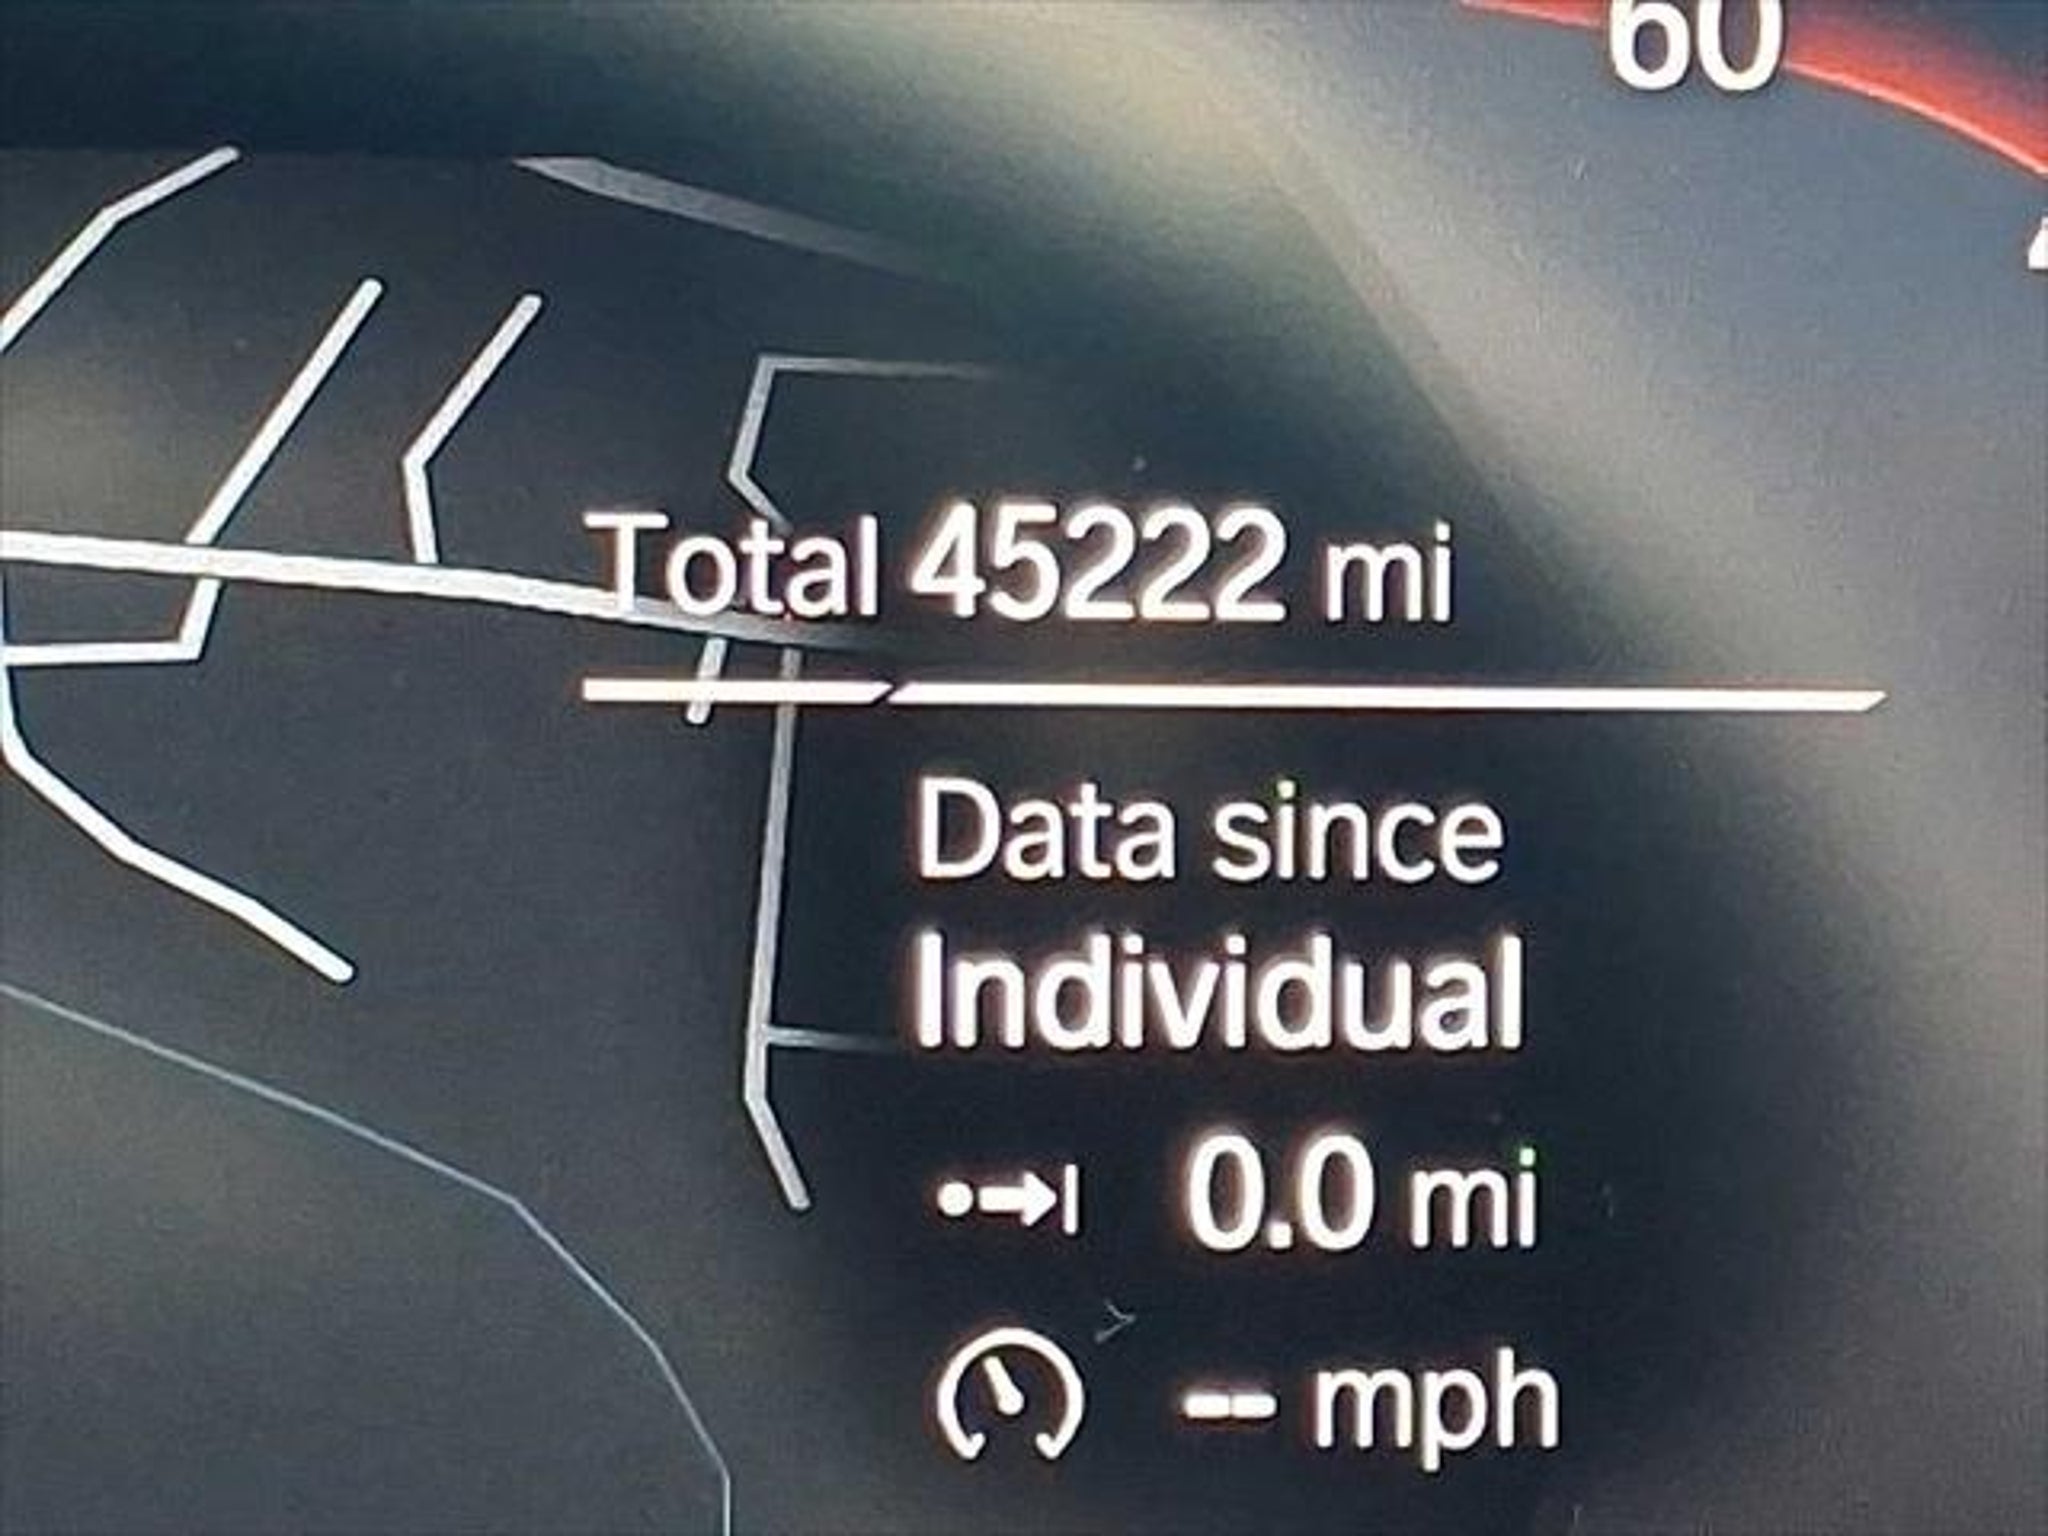 60
Total 45222 mi
Data since
Individual
0.0 mi
-- mph